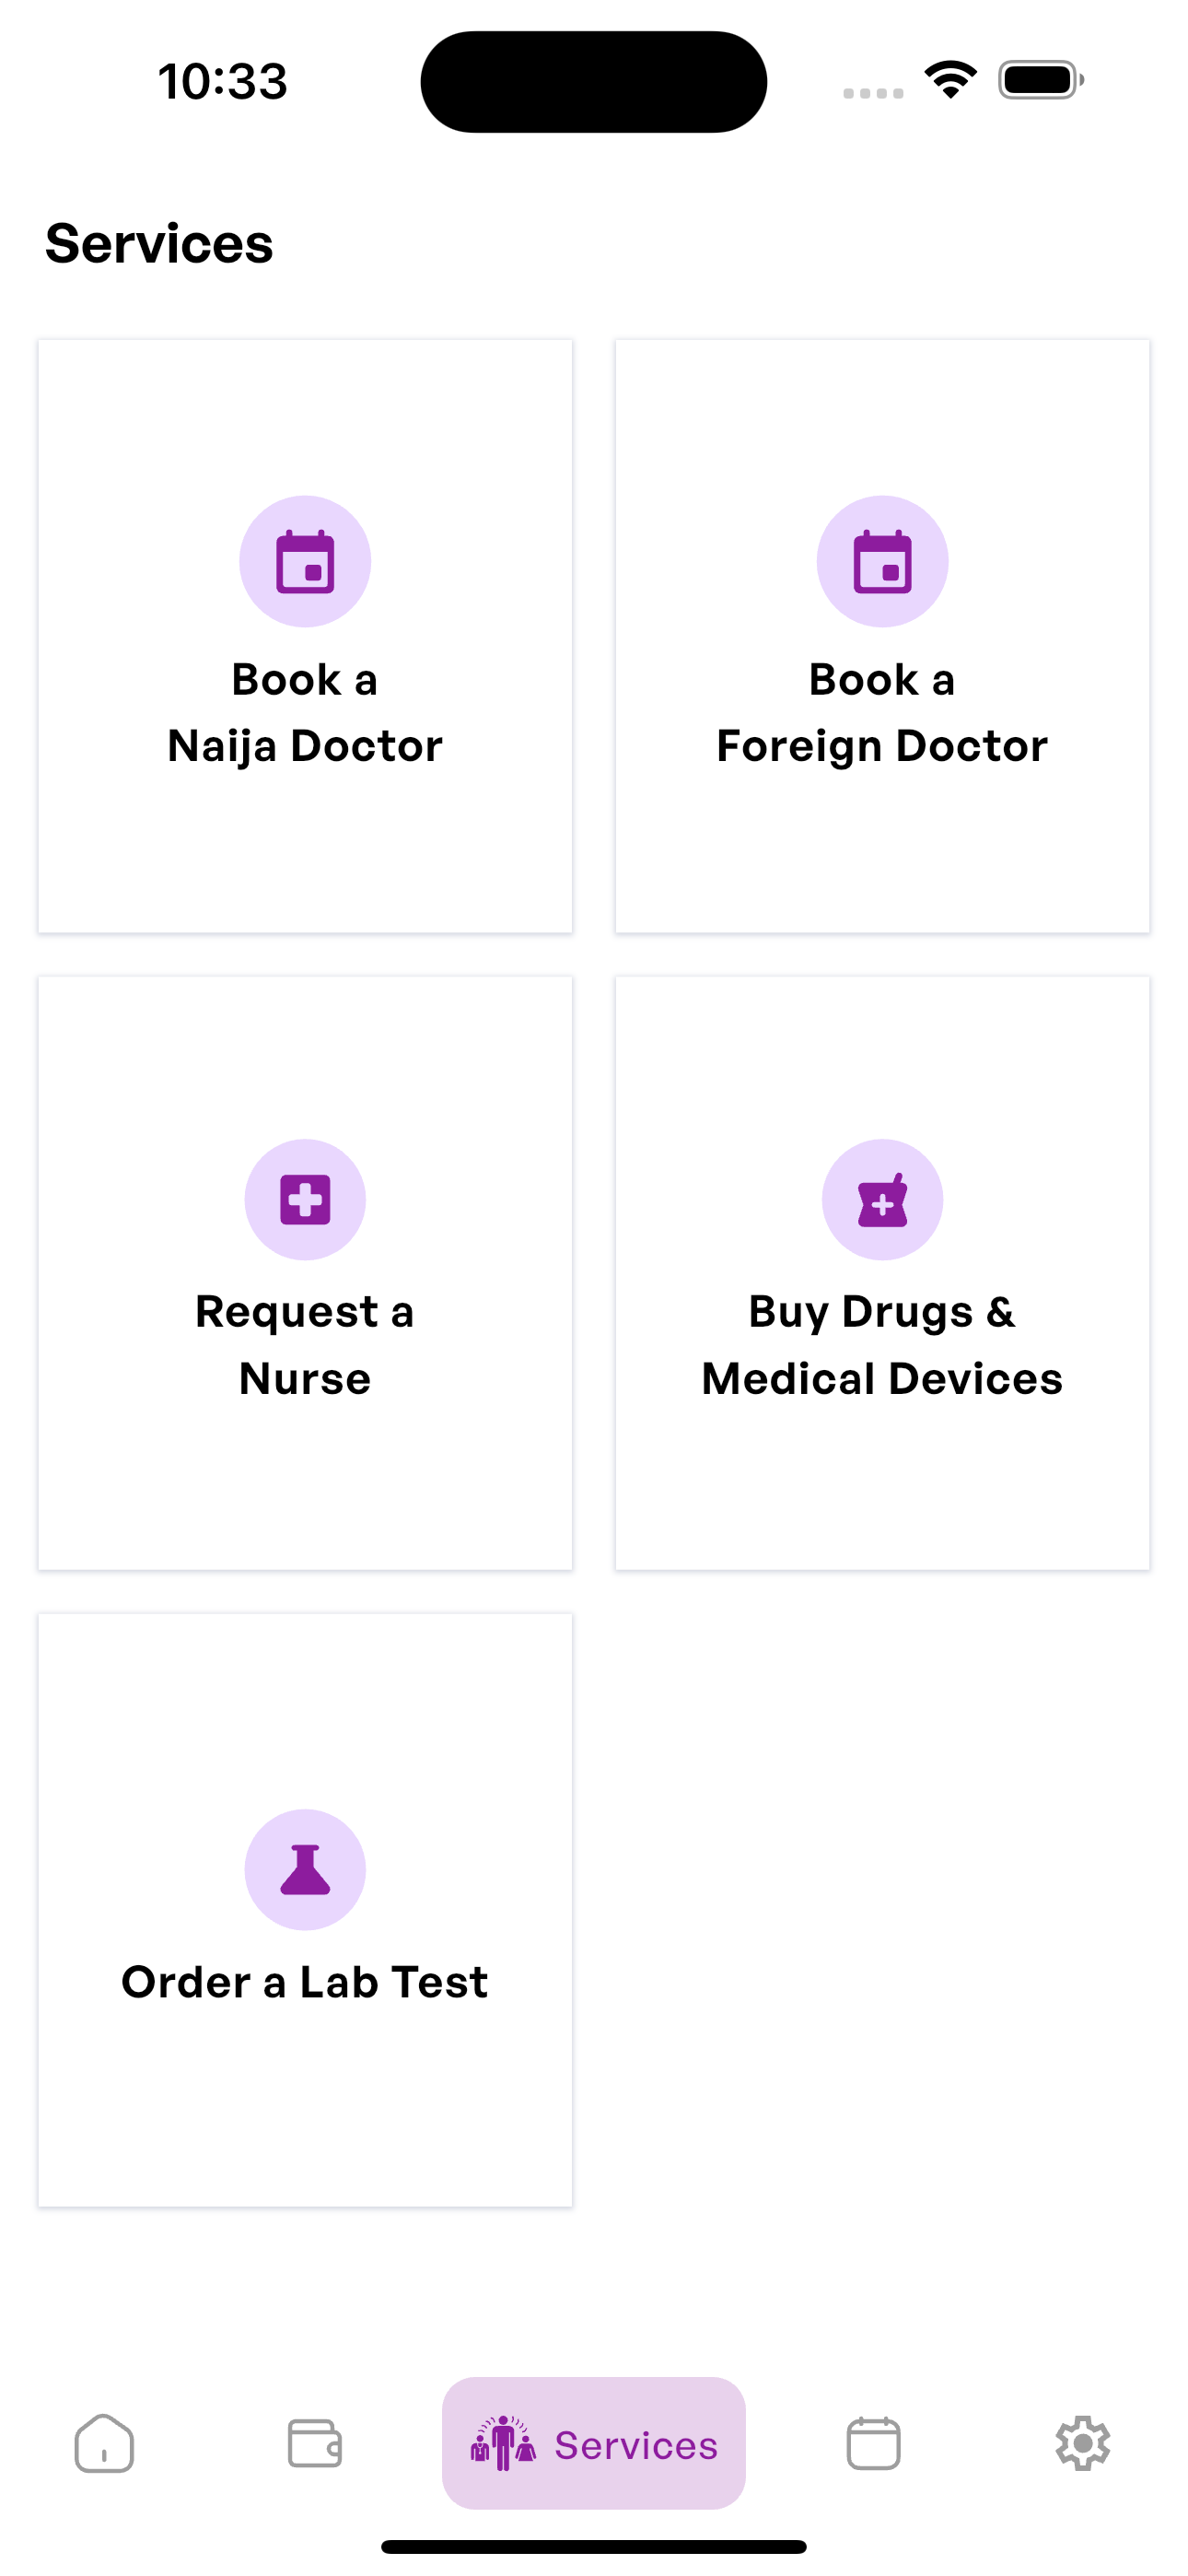 10:33
Services
Book a
Naija Doctor
Book a
Foreign Doctor
Request a
Nurse
Buy Drugs &
Medical Devices
Order a Lab Test
Services